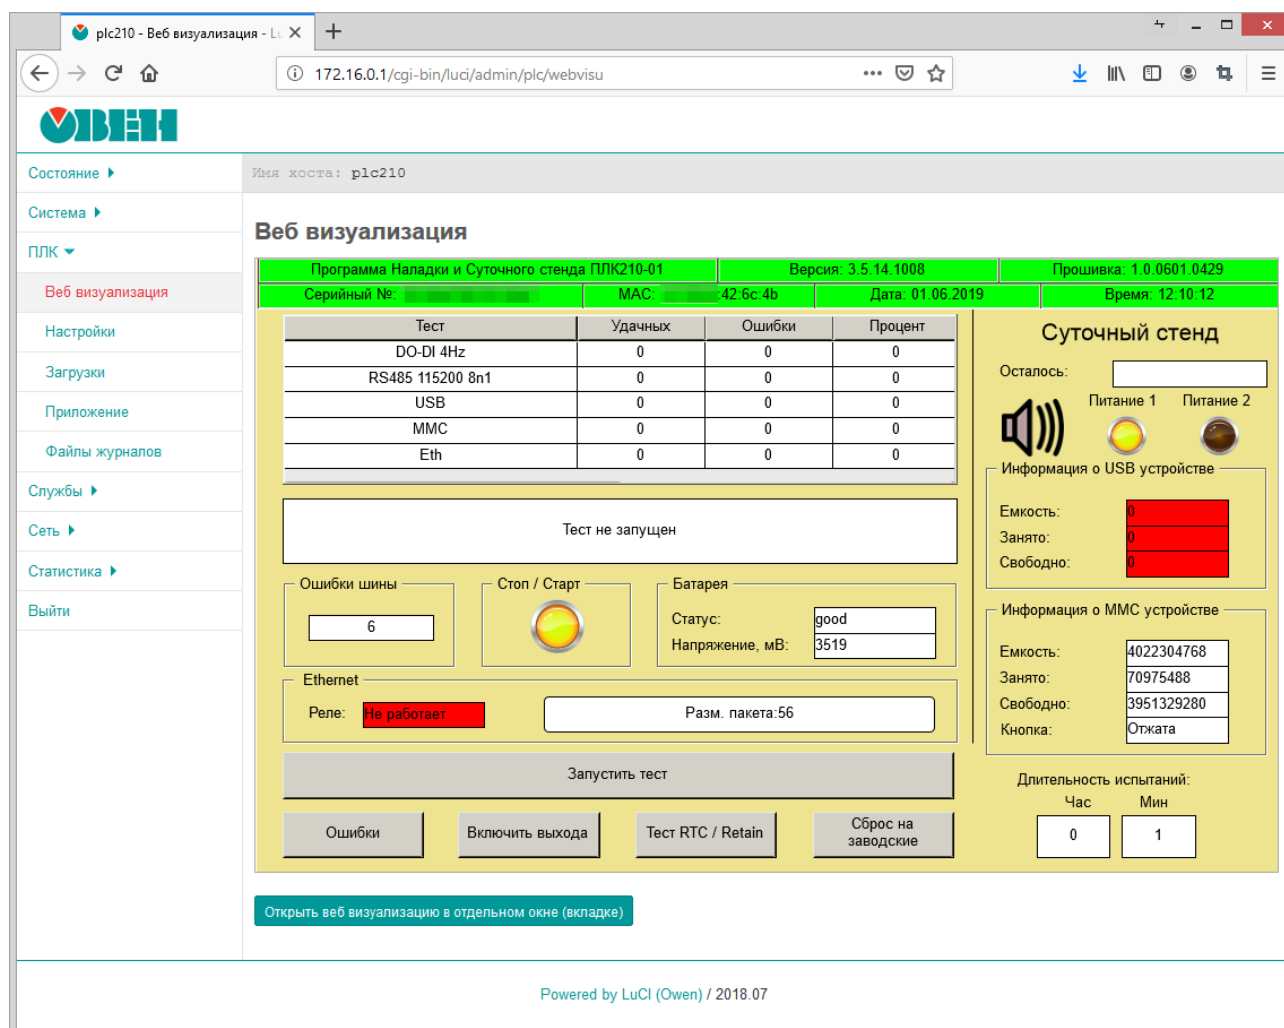 plc210 - Веб визуализация - Lu
172.16.0.1/cgi-bin/luci/admin/plc/webvisu
ОВЕН
Имя хоста: plc210
Состояние
Система
ПЛК
Веб визуализация
Настройки
Загрузки
Приложение
Файлы журналов
Службы
Сеть
Статистика
Выйти
Веб визуализация
Программа Наладки и Суточного стенда ПЛК210-01 Версия: 3.5.14.1008 Прошивка: 1.0.0601.0429
Серийный №: MAC: :42:6c:4b Дата: 01.06.2019 Время: 12:10:12
Тест Удачных Ошибки Процент
DO-DI 4Hz 0 0 0
RS485 115200 8n1 0 0 0
USB 0 0 0
MMC 0 0 0
Eth 0 0 0
Тест не запущен
Ошибки шины
6
Стоп / Старт
Батарея
Статус: good
Напряжение, мВ: 3519
Ethernet
Реле: Не работает
Разм. пакета:56
Запустить тест
Ошибки
Включить выхода
Тест RTC / Retain
Сброс на
заводские
Суточный стенд
Осталось:
Питание 1 Питание 2
Информация о USB устройстве
Емкость: 0
Занято: 0
Свободно: 0
Информация о MMC устройстве
Емкость: 4022304768
Занято: 70975488
Свободно: 3951329280
Кнопка: Отжата
Длительность испытаний:
Час Мин
0 1
Открыть веб визуализацию в отдельном окне (вкладке)
Powered by LuCI (Owen) / 2018.07